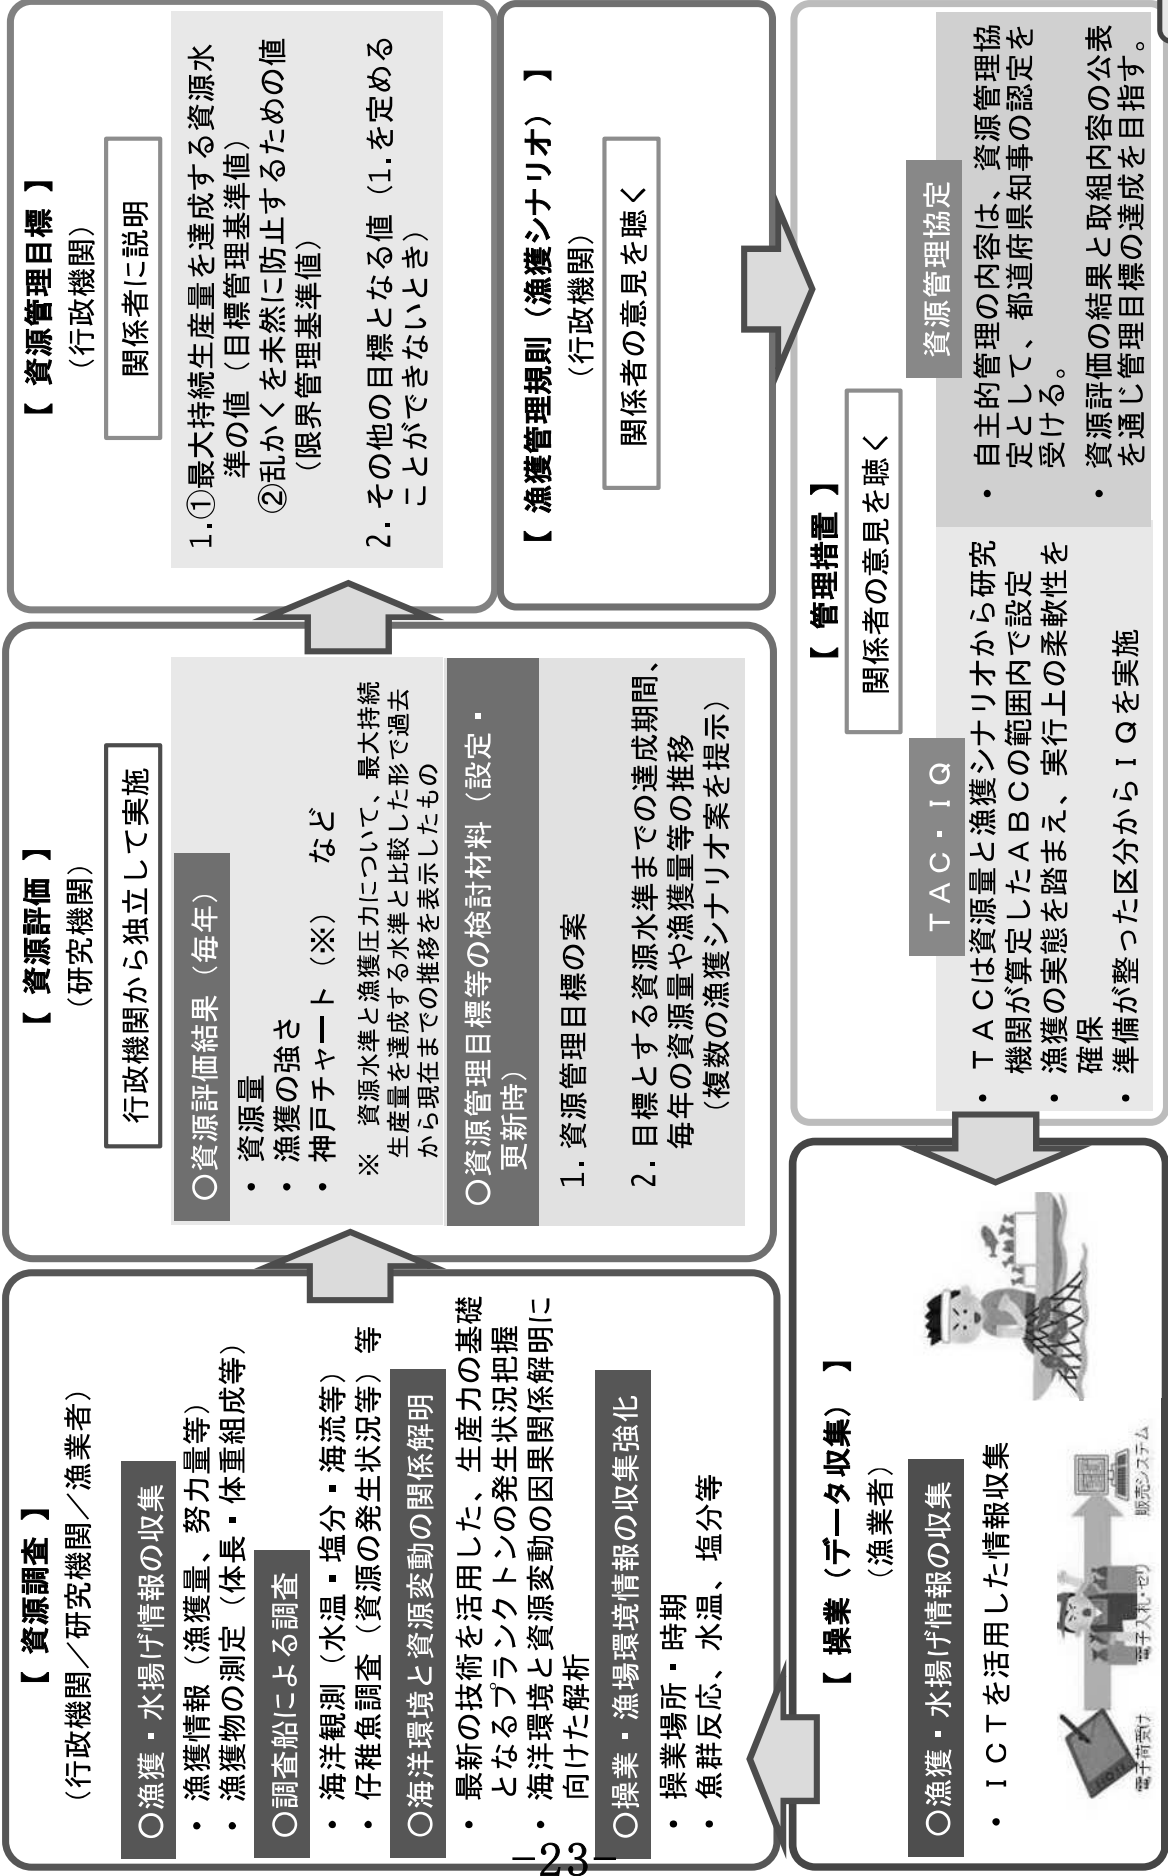 【 資源調査 】
（行政機関／研究機関／漁業者）
〇漁獲・水揚げ情報の収集
・ 漁獲情報（漁獲量、努力量等）
・ 漁獲物の測定（体長・体重組成等）
〇調査船による調査
・ 海洋観測（水温・塩分・海流等）
・ 仔稚魚調査（資源の発生状況等）等
〇海洋環境と資源変動の関係解明
・ 最新の技術を活用した、生産力の基礎
となるプランクトンの発生状況把握
・ 海洋環境と資源変動の因果関係解明に
向けた解析
〇操業・漁場環境情報の収集強化
・ 操業場所・時期
・ 魚群反応、水温、塩分等
【 資源評価 】
（研究機関）
行政機関から独立して実施
〇資源評価結果（毎年）
・ 資源量
・ 漁獲の強さ
・ 神戸チャート（※） など
※ 資源水準と漁獲圧力について、最大持続
生産量を達成する水準と比較した形で過去
から現在までの推移を表示したもの
〇資源管理目標等の検討材料（設定・
更新時）
1. 資源管理目標の案
2. 目標とする資源水準までの達成期間、
毎年の資源量や漁獲量等の推移
（複数の漁獲シナリオ案を提示）
【 資源管理目標 】
（行政機関）
関係者に説明
1.①最大持続生産量を達成する資源水
準の値（目標管理基準値）
②乱かくを未然に防止するための値
（限界管理基準値）
2. その他の目標となる値（1.を定める
ことができないとき）
【 漁獲管理規則（漁獲シナリオ） 】
（行政機関）
関係者の意見を聴く
【 管理措置 】
関係者の意見を聴く
ＴＡＣ・ＩＱ
・ ＴＡＣは資源量と漁獲シナリオから研究
機関が算定したＡＢＣの範囲内で設定
・ 漁獲の実態を踏まえ、実行上の柔軟性を
確保
・ 準備が整った区分からＩＱを実施
資源管理協定
・ 自主的管理の内容は、資源管理協
定として、都道府県知事の認定を
受ける。
・ 資源評価の結果と取組内容の公表
を通じ管理目標の達成を目指す。
【 操業（データ収集） 】
（漁業者）
〇漁獲・水揚げ情報の収集
・ ＩＣＴを活用した情報収集
電子荷受け
電子入札・セリ
販売システム
−23−